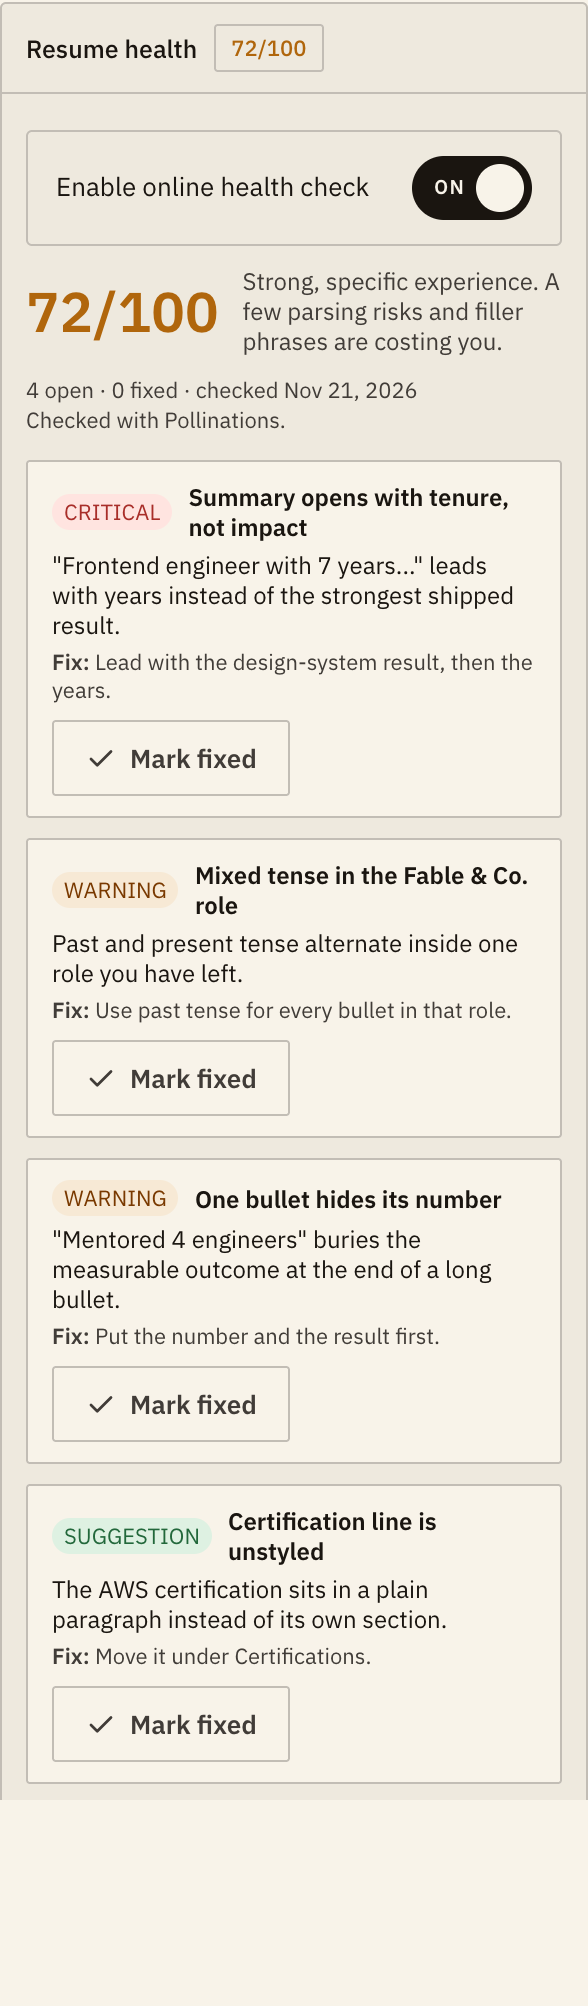 Resume health
72/100
Enable online health check
ON
72/100
Strong, specific experience. A
few parsing risks and filler
phrases are costing you.
4 open · 0 fixed · checked Nov 21, 2026
Checked with Pollinations.
CRITICAL
Summary opens with tenure,
not impact
"Frontend engineer with 7 years..." leads
with years instead of the strongest shipped
result.
Fix: Lead with the design-system result, then the
years.
Mark fixed
WARNING
Mixed tense in the Fable & Co.
role
Past and present tense alternate inside one
role you have left.
Fix: Use past tense for every bullet in that role.
Mark fixed
WARNING
One bullet hides its number
"Mentored 4 engineers" buries the
measurable outcome at the end of a long
bullet.
Fix: Put the number and the result first.
Mark fixed
SUGGESTION
Certification line is
unstyled
The AWS certification sits in a plain
paragraph instead of its own section.
Fix: Move it under Certifications.
Mark fixed